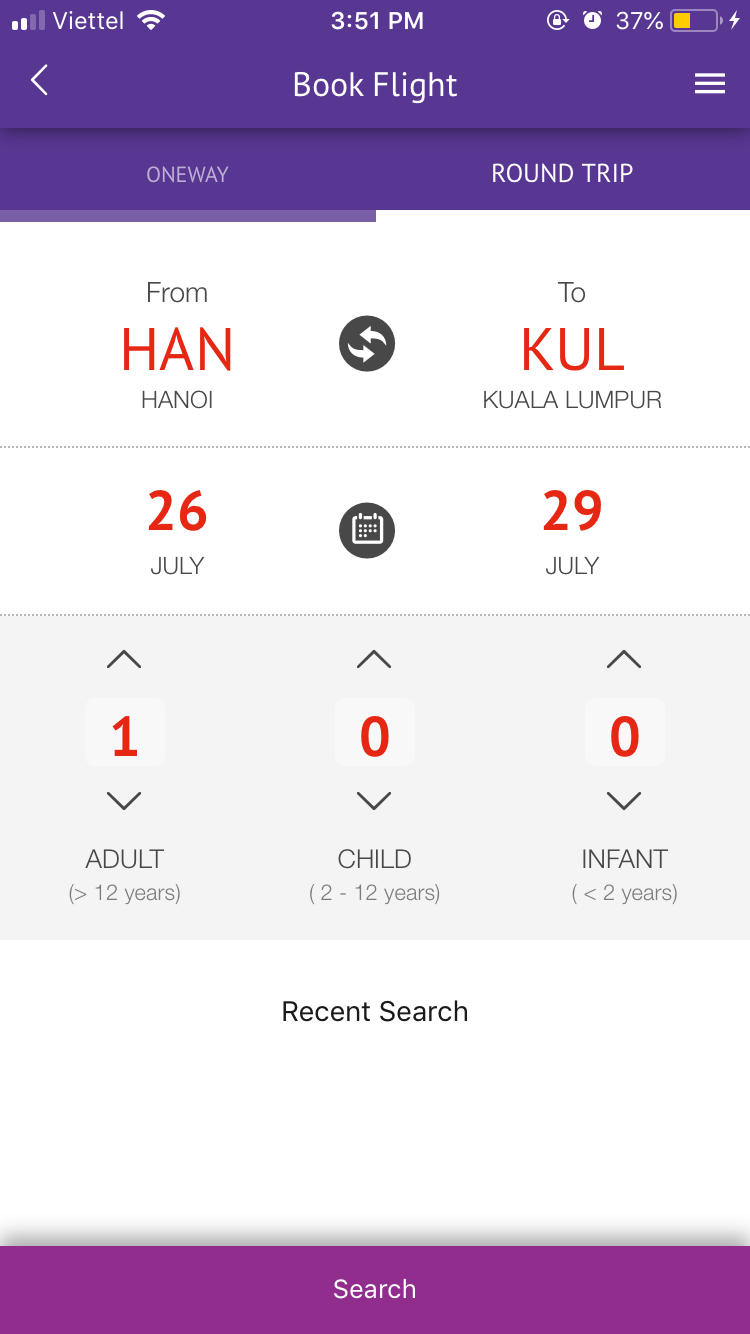 Viettel 3:51 PM 37%
Book Flight
ONEWAY ROUND TRIP
From To
HAN KUL
HANOI KUALA LUMPUR
26 29
JULY JULY
1 0 0
ADULT CHILD INFANT
(> 12 years) ( 2 - 12 years) ( < 2 years)
Recent Search
Search